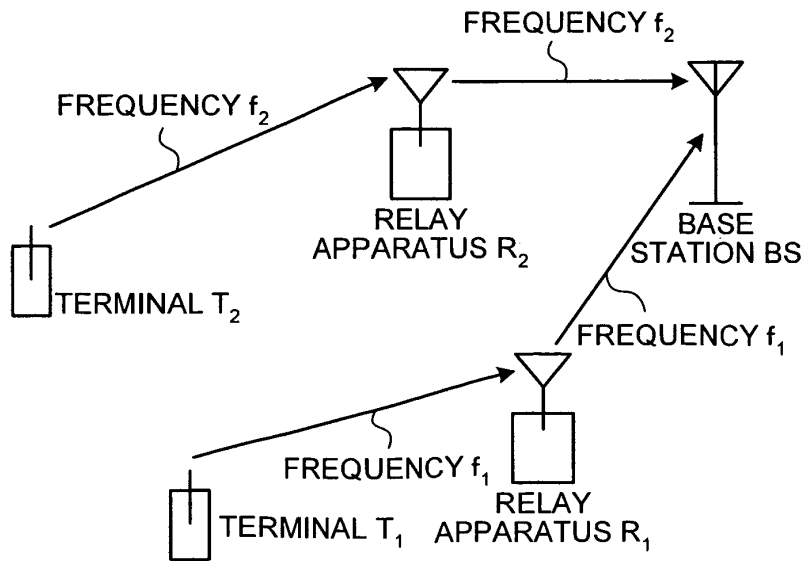 FREQUENCY f₂
FREQUENCY f₂
RELAY
APPARATUS R₂
BASE
STATION BS
TERMINAL T₂
FREQUENCY f₁
FREQUENCY f₁
RELAY
APPARATUS R₁
TERMINAL T₁